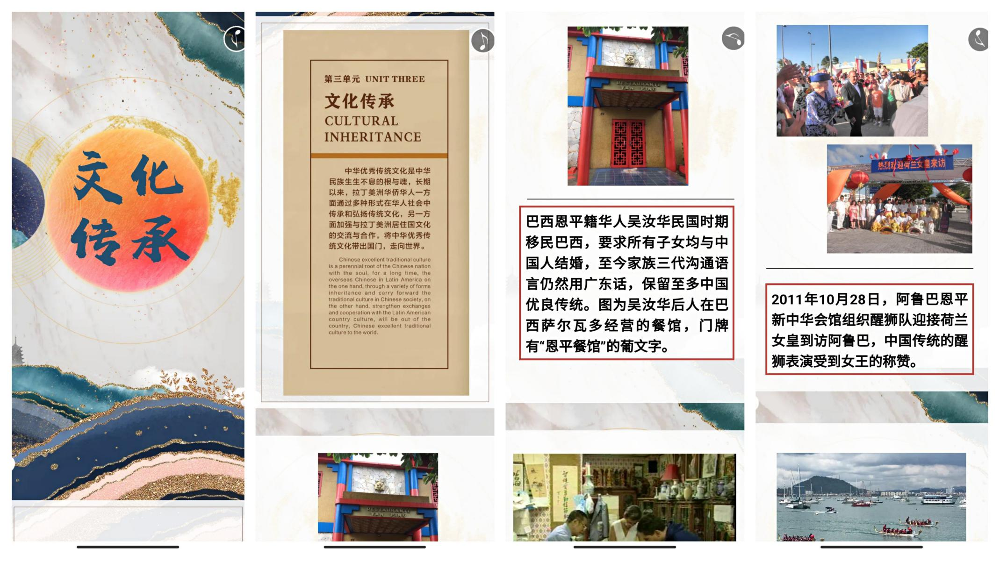 文化
传承
第三单元 UNIT THREE
文化传承
CULTURAL
INHERITANCE
中华优秀传统文化是中华
民族生生不息的根与魂，长期
以来，拉丁美洲华侨华人一方
面通过多种形式在华人社会中
传承和弘扬传统文化，另一方
面加强与拉丁美洲居住国文化
的交流与合作，将中华优秀传
统文化带出国门，走向世界。
Chinese excellent traditional culture
is a perennial root of the Chinese nation
with the soul, for a long time, the
overseas Chinese in Latin America on
the one hand, through a variety of forms
inheritance and carry forward the
traditional culture in Chinese society, on
the other hand, strengthen exchanges
and cooperation with the Latin American
country culture, will be out of the
country, Chinese excellent traditional
culture to the world.
RESTAURANTE
YAN PING
RESTAURANTE
YAN PING
巴西恩平籍华人吴汝华民国时期
移民巴西，要求所有子女均与中
国人结婚，至今家族三代沟通语
言仍然用广东话，保留至多中国
优良传统。图为吴汝华后人在巴
西萨尔瓦多经营的餐馆，门牌
有“恩平餐馆”的葡文字。
热烈欢迎荷兰女皇来访
2011年10月28日，阿鲁巴恩平
新中华会馆组织醒狮队迎接荷兰
女皇到访阿鲁巴，中国传统的醒
狮表演受到女王的称赞。